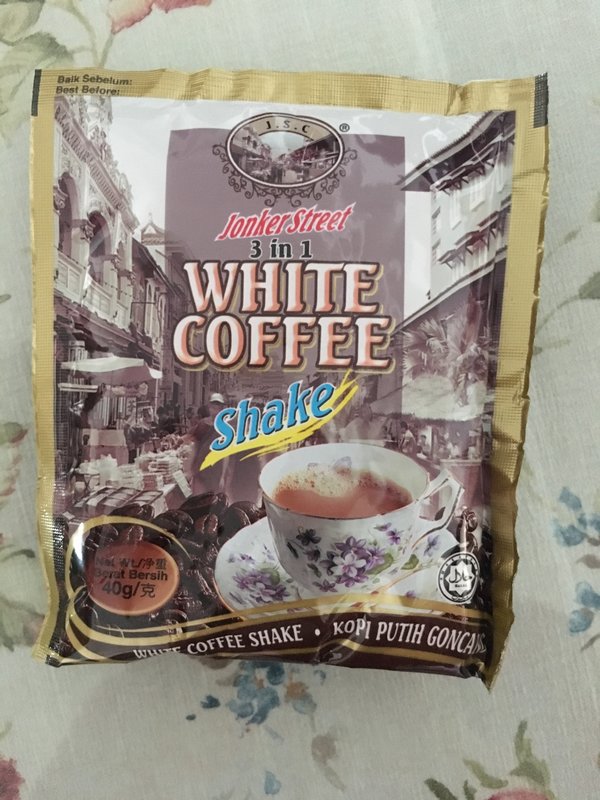 Baik Sebelum:
Best Before:
J.S.C
®
Jonker Street
3 in 1
WHITE
COFFEE
Shake
Net Wt./净重
Berat Bersih
40g/克
WHITE COFFEE SHAKE • KOPI PUTIH GONCANG